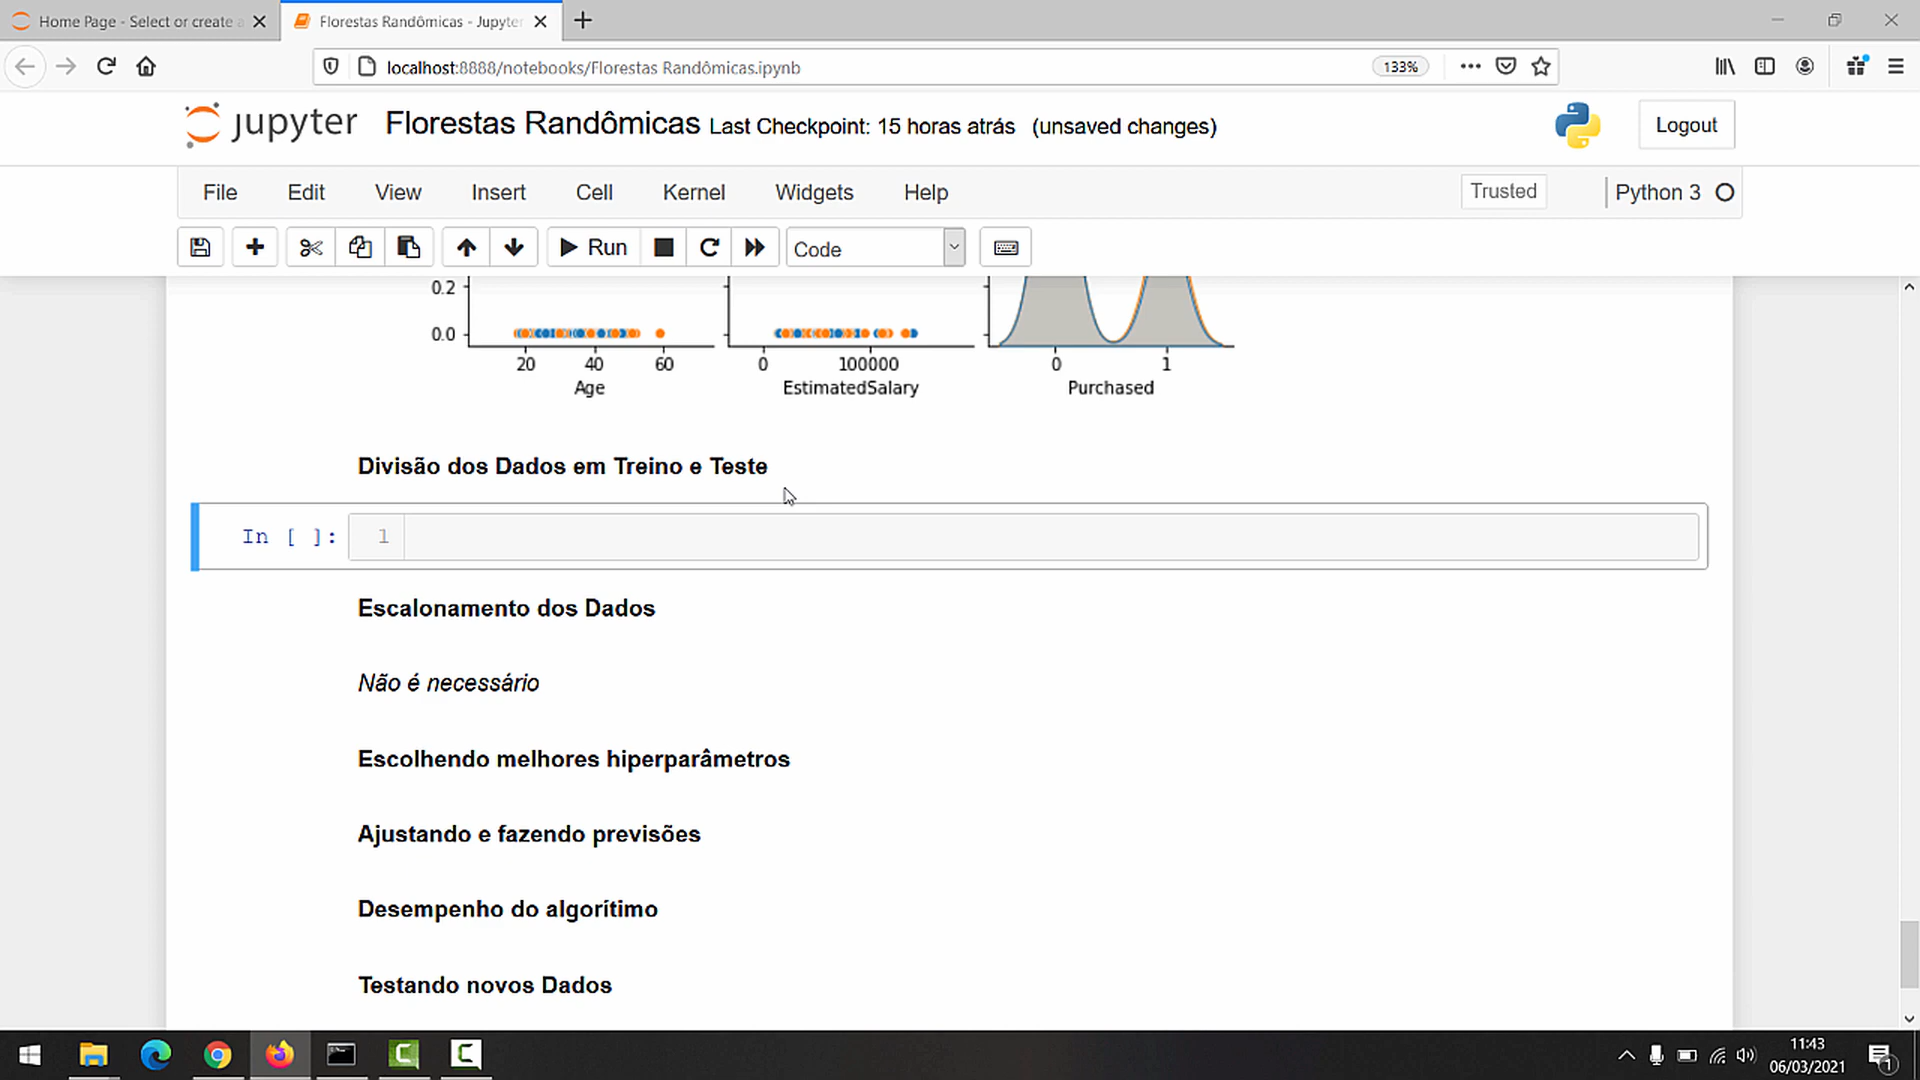 Home Page - Select or create a
Florestas Randômicas - Jupyter
localhost:8888/notebooks/Florestas Randômicas.ipynb
133%
jupyter
Florestas Randômicas Last Checkpoint: 15 horas atrás (unsaved changes)
Logout
File Edit View Insert Cell Kernel Widgets Help
Trusted
Python 3
Run
Code
0.2
0.0
20 40 60
0 100000
0 1
Age
EstimatedSalary
Purchased
Divisão dos Dados em Treino e Teste
In [ ]: 1
Escalonamento dos Dados
Não é necessário
Escolhendo melhores hiperparâmetros
Ajustando e fazendo previsões
Desempenho do algorítimo
Testando novos Dados
11:43
06/03/2021
1